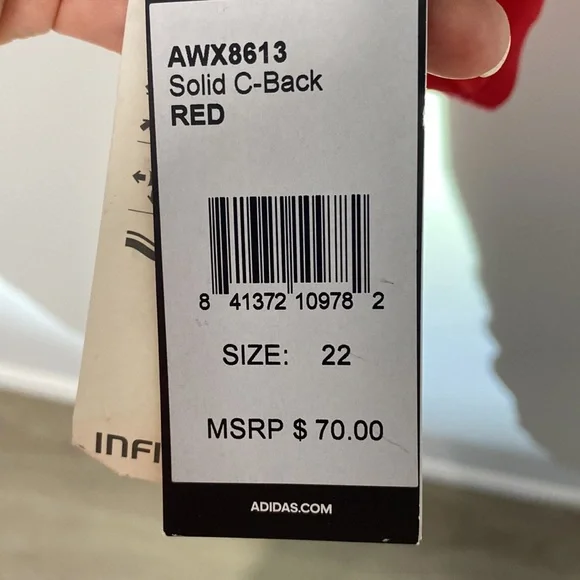 AWX8613
Solid C-Back
RED
8 41372 10978 2
SIZE: 22
MSRP $ 70.00
INFI
ADIDAS.COM